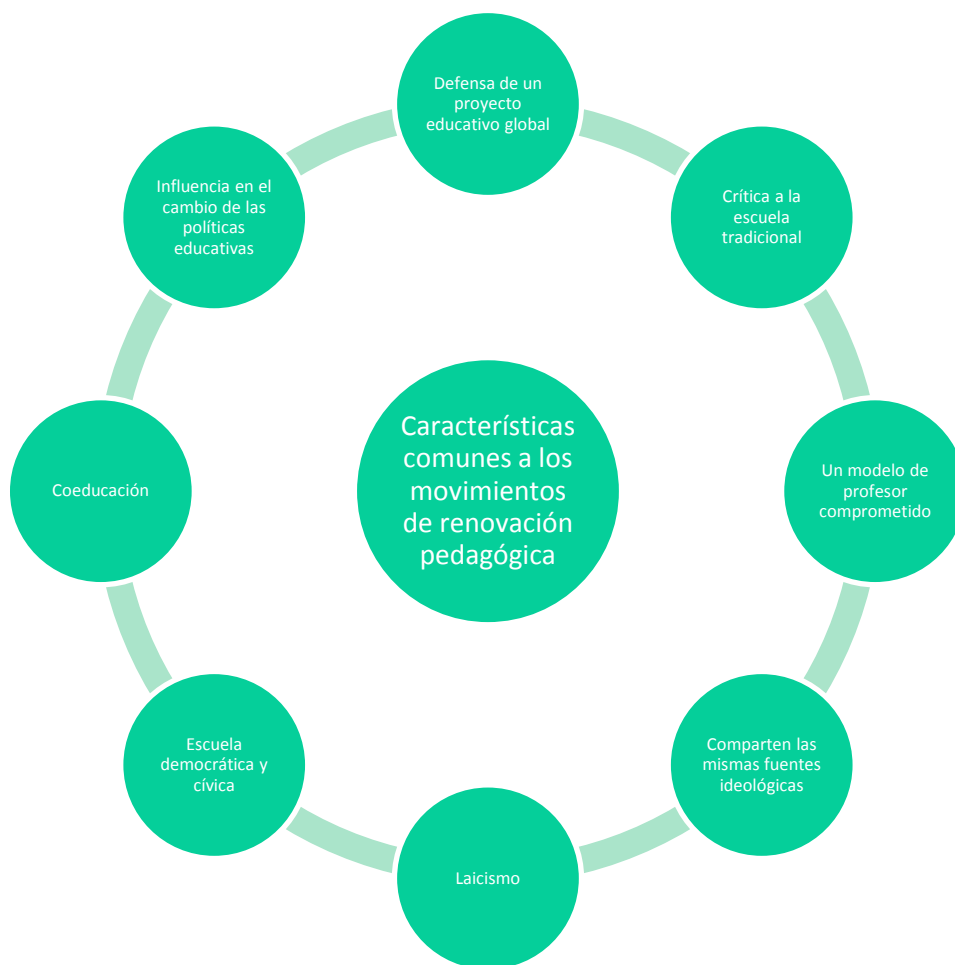 Defensa de un
proyecto
educativo global
Crítica a la
escuela
tradicional
Un modelo de
profesor
comprometido
Comparten las
mismas fuentes
ideológicas
Laicismo
Escuela
democrática y
cívica
Coeducación
Influencia en el
cambio de las
políticas
educativas
Características
comunes a los
movimientos
de renovación
pedagógica